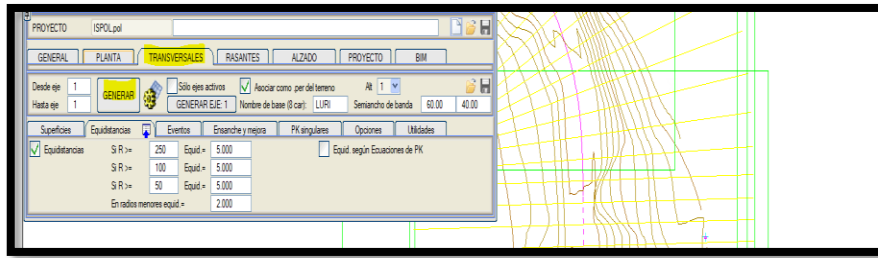 PROYECTO ISPOL.pol
GENERAL PLANTA TRANSVERSALES RASANTES ALZADO PROYECTO BIM
Desde eje 1 GENERAR Sólo ejes activos Asociar como per del terreno Alt 1
Hasta eje 1 GENERAR EJE: 1 Nombre de base (8 car): LURI Semiancho de banda 60.00 40.00
Superficies Equidistancias Eventos Ensanche y mejora PK singulares Opciones Utilidades
Equidistancias Si R >= 250 Equid.= 5.000 Equid. según Ecuaciones de PK
Si R >= 100 Equid.= 5.000
Si R >= 50 Equid.= 5.000
En radios menores equid.= 2.000